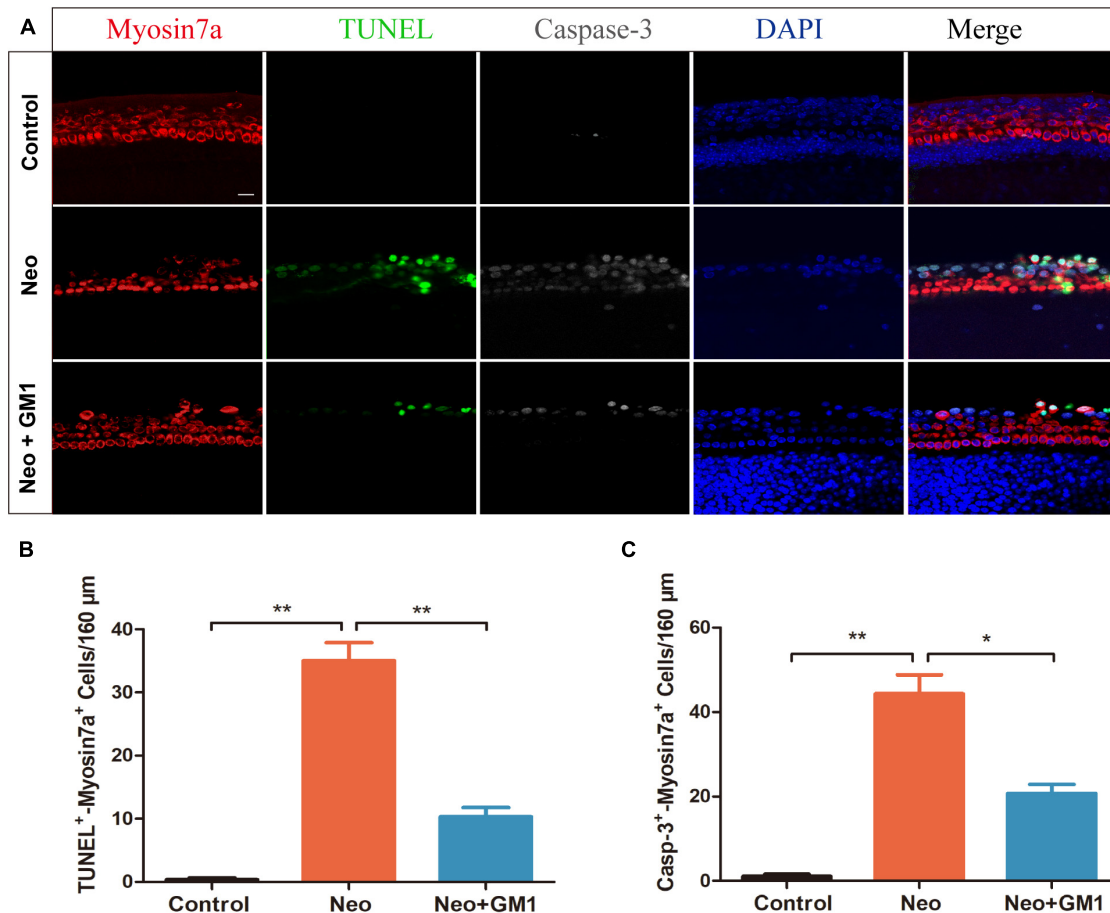 A
Myosin7a TUNEL Caspase-3 DAPI Merge
Control
Neo
Neo + GM1
B
TUNEL⁺-Myosin7a⁺ Cells/160 μm
40
30
20
10
0
** **
Control Neo Neo+GM1
C
Casp-3⁺-Myosin7a⁺ Cells/160 μm
60
40
20
0
** *
Control Neo Neo+GM1